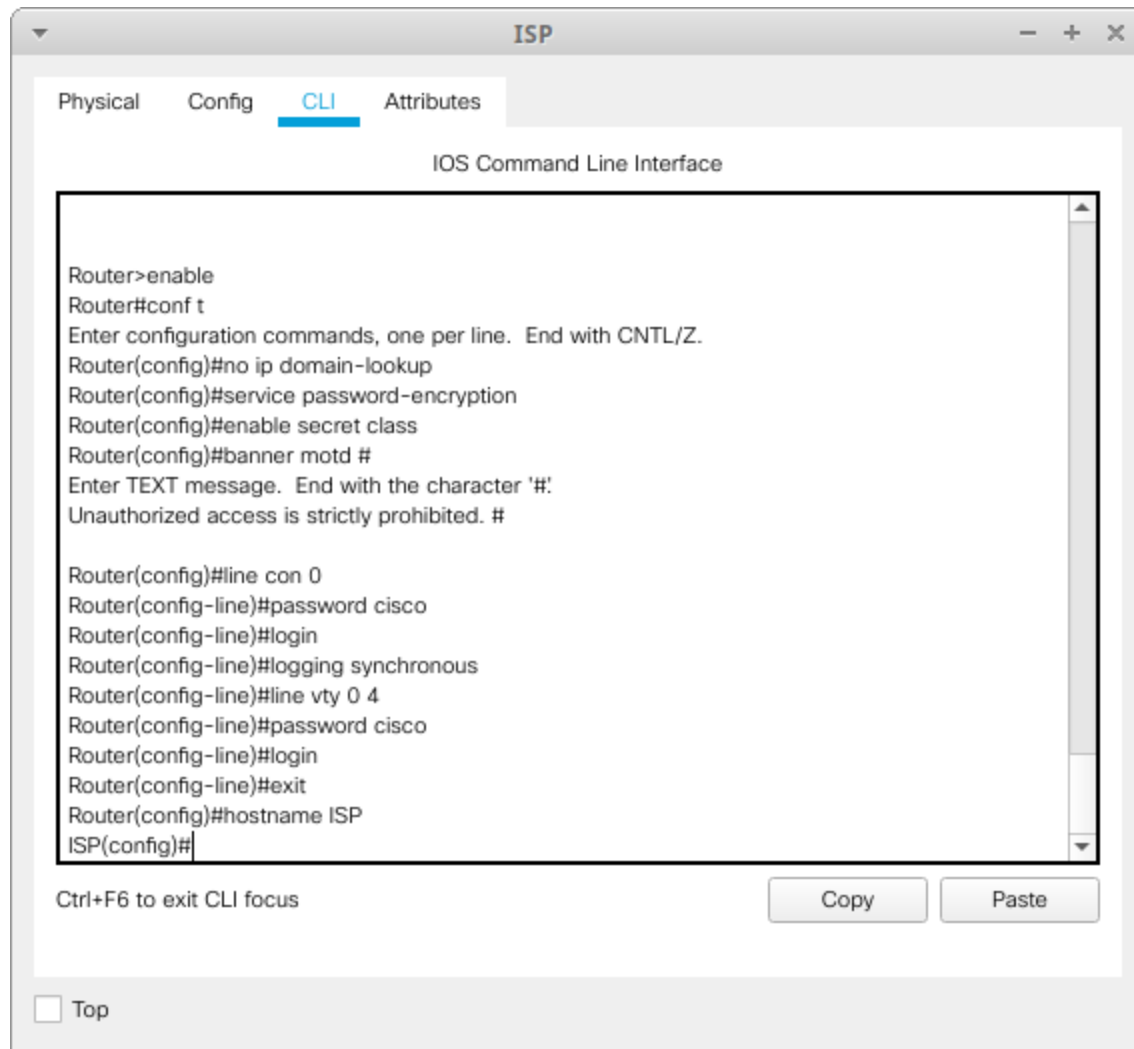 ISP
Physical Config CLI Attributes
IOS Command Line Interface
Router>enable
Router#conf t
Enter configuration commands, one per line.  End with CNTL/Z.
Router(config)#no ip domain-lookup
Router(config)#service password-encryption
Router(config)#enable secret class
Router(config)#banner motd #
Enter TEXT message.  End with the character '#'.
Unauthorized access is strictly prohibited. #
Router(config)#line con 0
Router(config-line)#password cisco
Router(config-line)#login
Router(config-line)#logging synchronous
Router(config-line)#line vty 0 4
Router(config-line)#password cisco
Router(config-line)#login
Router(config-line)#exit
Router(config)#hostname ISP
ISP(config)#
Ctrl+F6 to exit CLI focus Copy Paste
Top